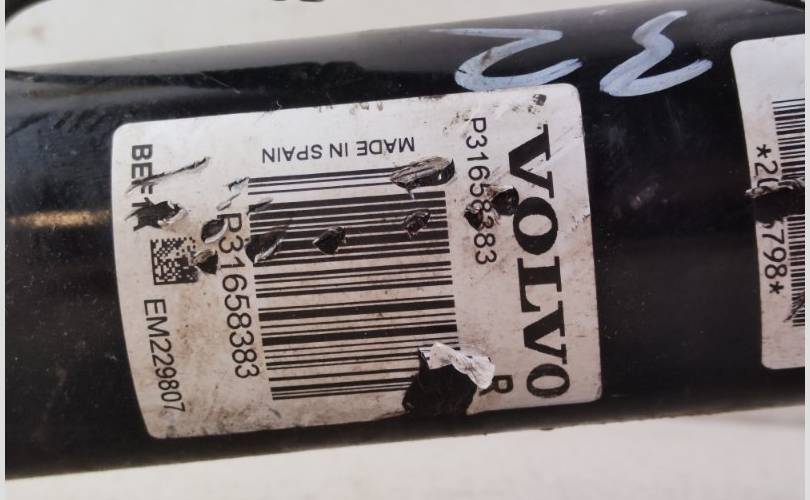 32
VOLVO R
P31658383
MADE IN SPAIN
P31658383
EM229807